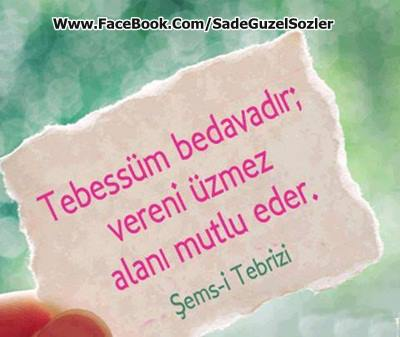 Www.FaceBook.Com/SadeGuzelSozler
Tebessüm bedavadır;
vereni üzmez
alanı mutlu eder.
Şems-i Tebrizi